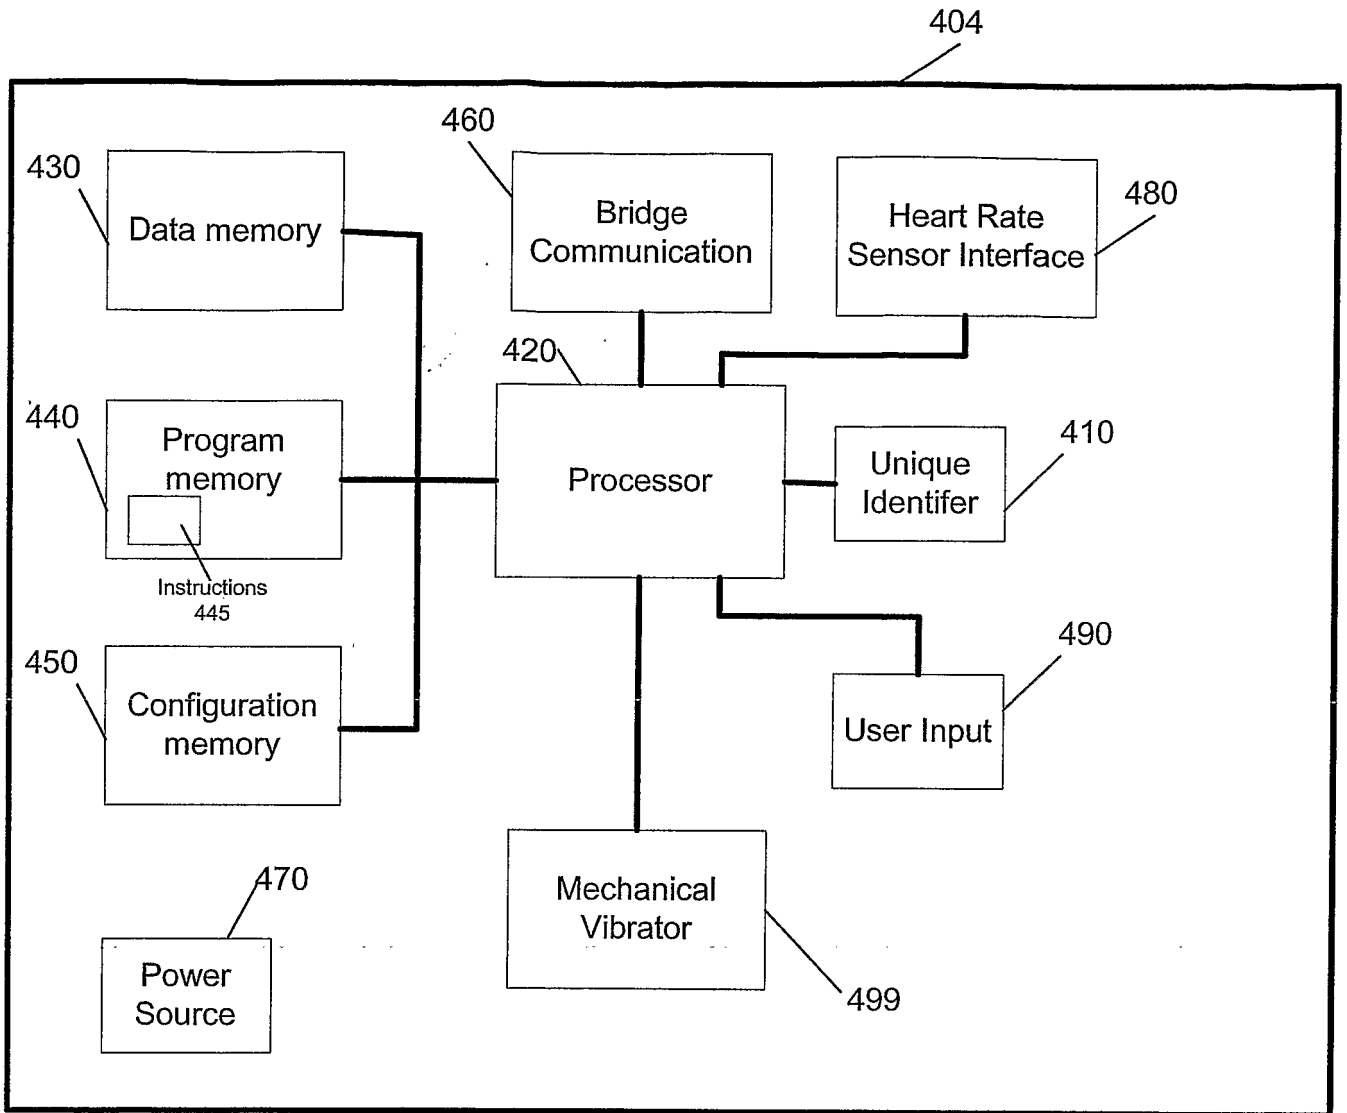 404
460
430
480
Data memory
Bridge
Communication
Heart Rate
Sensor Interface
420
440
410
Program
memory
Processor
Unique
Identifer
Instructions
445
450
490
Configuration
memory
User Input
470
Mechanical
Vibrator
Power
Source
499